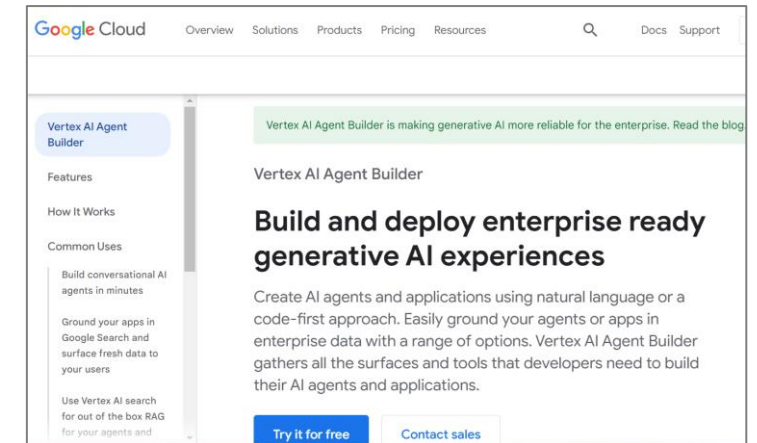 Google Cloud Overview Solutions Products Pricing Resources Docs Support
Vertex AI Agent
Builder
Features
How It Works
Common Uses
Build conversational AI
agents in minutes
Ground your apps in
Google Search and
surface fresh data to
your users
Use Vertex AI search
for out of the box RAG
for your agents and
Vertex AI Agent Builder is making generative AI more reliable for the enterprise. Read the blog.
Vertex AI Agent Builder
Build and deploy enterprise ready
generative AI experiences
Create AI agents and applications using natural language or a
code-first approach. Easily ground your agents or apps in
enterprise data with a range of options. Vertex AI Agent Builder
gathers all the surfaces and tools that developers need to build
their AI agents and applications.
Try it for free Contact sales